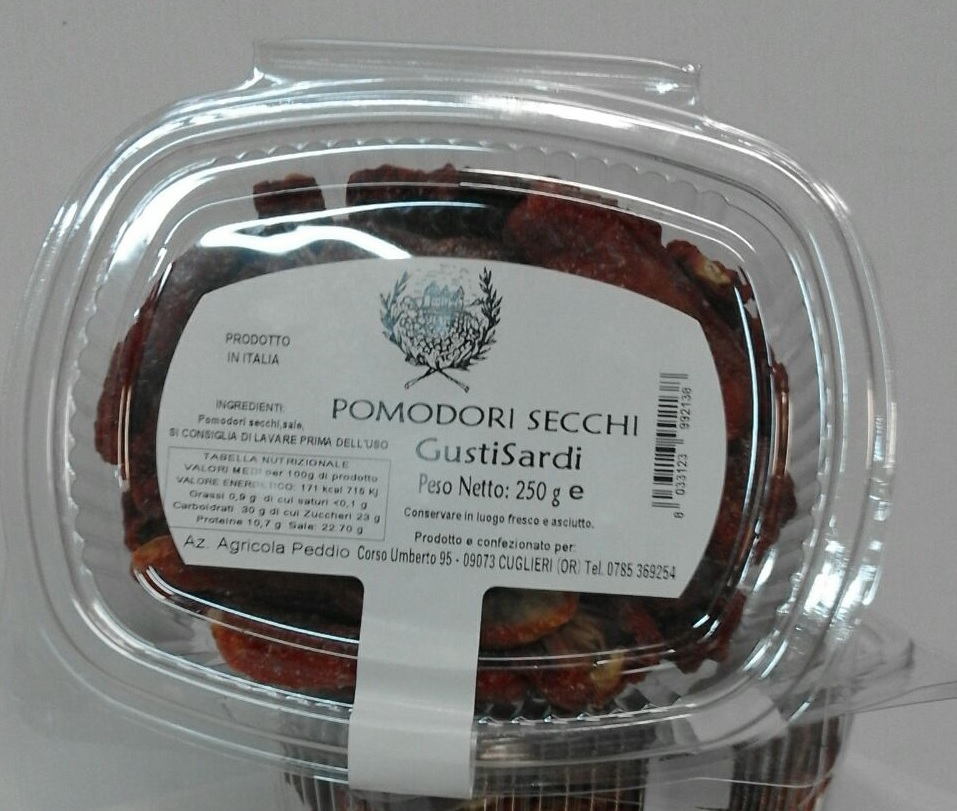 PRODOTTO
IN ITALIA
INGREDIENTI:
Pomodori secchi,sale,
SI CONSIGLIA DI LAVARE PRIMA DELL'USO
TABELLA NUTRIZIONALE
VALORI MEDI per 100g di prodotto
VALORE ENERGETICO: 171 kcal 715 kj
Grassi 0,9 g di cui saturi <0,1 g
Carboidrati 30 g di cui Zuccheri 23 g
Proteine 10,7 g Sale: 22.70 g
POMODORI SECCHI
GustiSardi
Peso Netto: 250 g e
Conservare in luogo fresco e asciutto.
Prodotto e confezionato per:
Az. Agricola Peddio Corso Umberto 95 - 09073 CUGLIERI (OR) Tel. 0785 369254
8 033123 992138